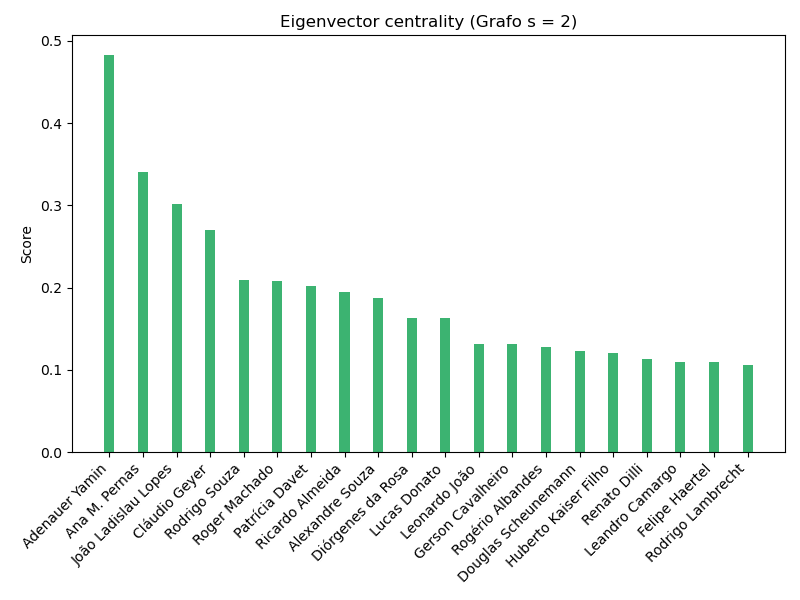 Eigenvector centrality (Grafo s = 2)
Score
0.5
0.4
0.3
0.2
0.1
0.0
Adenauer Yamin
Ana M. Pernas
João Ladislau Lopes
Cláudio Geyer
Rodrigo Souza
Roger Machado
Patrícia Davet
Ricardo Almeida
Alexandre Souza
Diórgenes da Rosa
Lucas Donato
Leonardo João
Gerson Cavalheiro
Rogério Albandes
Douglas Scheunemann
Huberto Kaiser Filho
Renato Dilli
Leandro Camargo
Felipe Haertel
Rodrigo Lambrecht